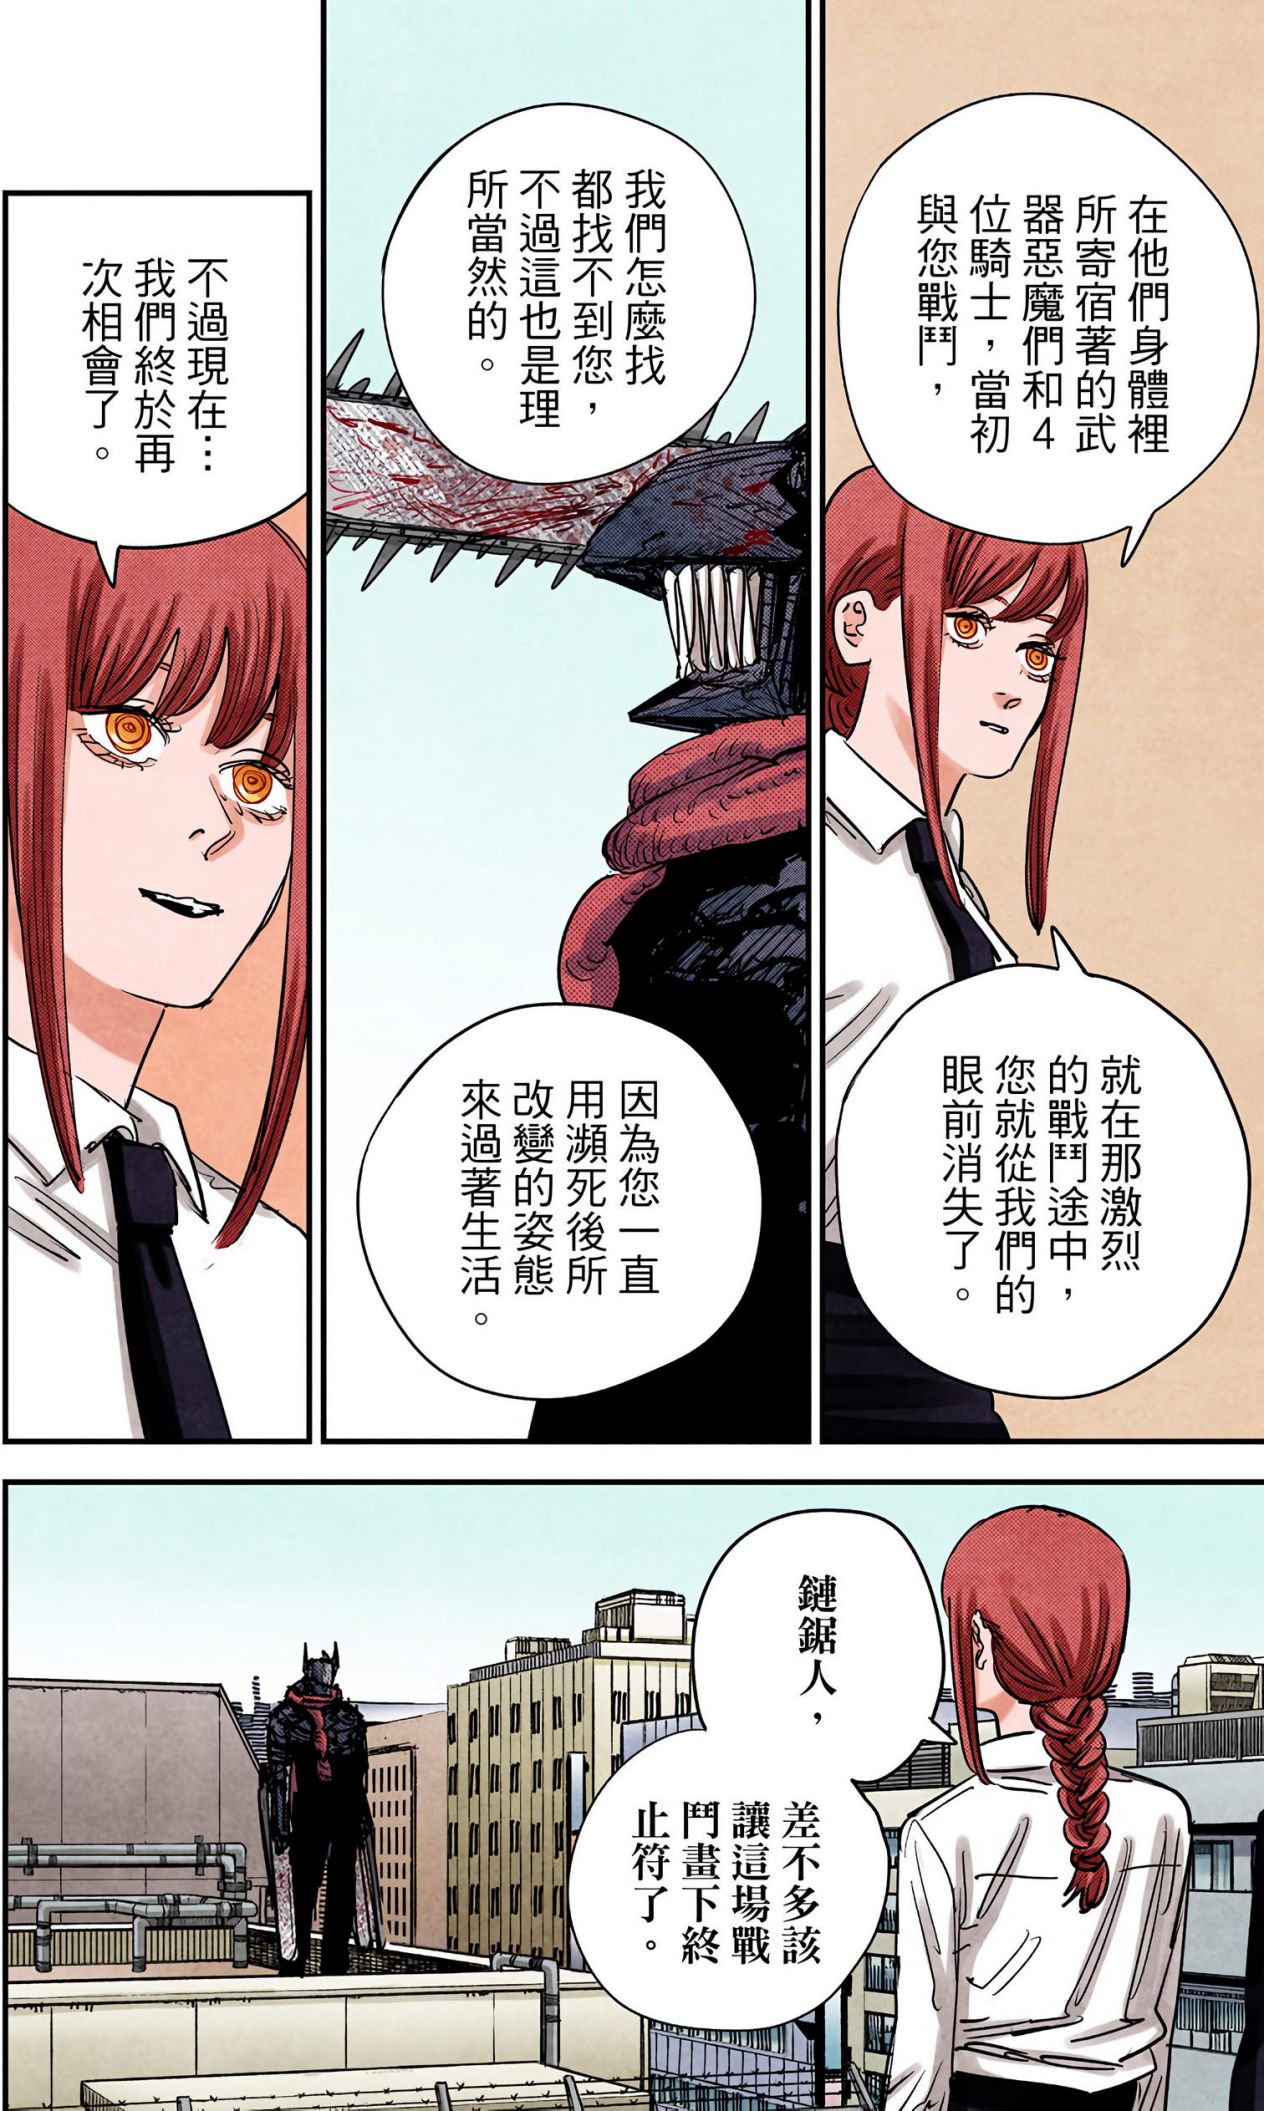 在他們身體裡
所寄宿著的武
器惡魔們和4
位騎士，當初
與您戰鬥，
就在那激烈
的戰鬥途中，
您就從我們的
眼前消失了。
我們怎麼找
都找不到您，
不過這也是理
所當然的。
因為您一直
用瀕死後所
改變的姿態
來過著生活。
不過現在…
我們終於再
次相會了。
鏈鋸人，
差不多該
讓這場戰
鬥畫下終
止符了。